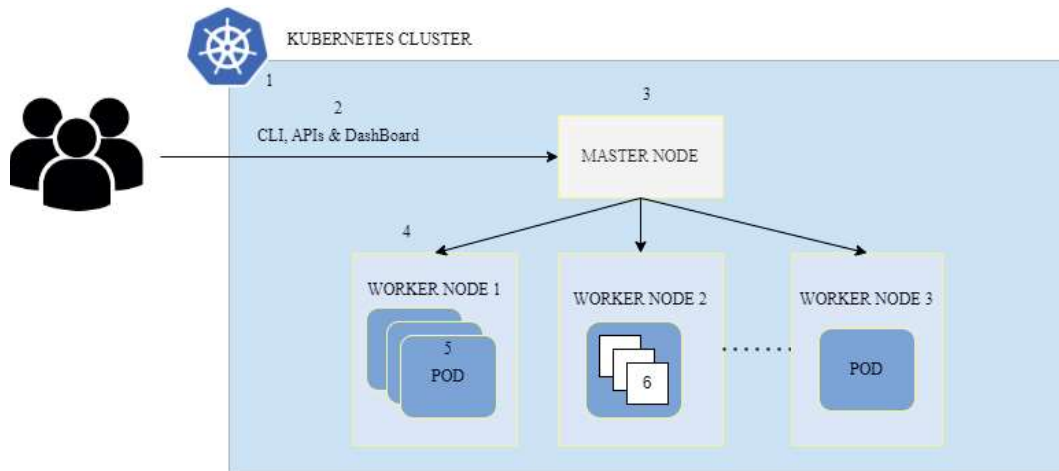 KUBERNETES CLUSTER
1
2
3
CLI, APIs & DashBoard
MASTER NODE
4
WORKER NODE 1
WORKER NODE 2
WORKER NODE 3
5
POD
6
POD